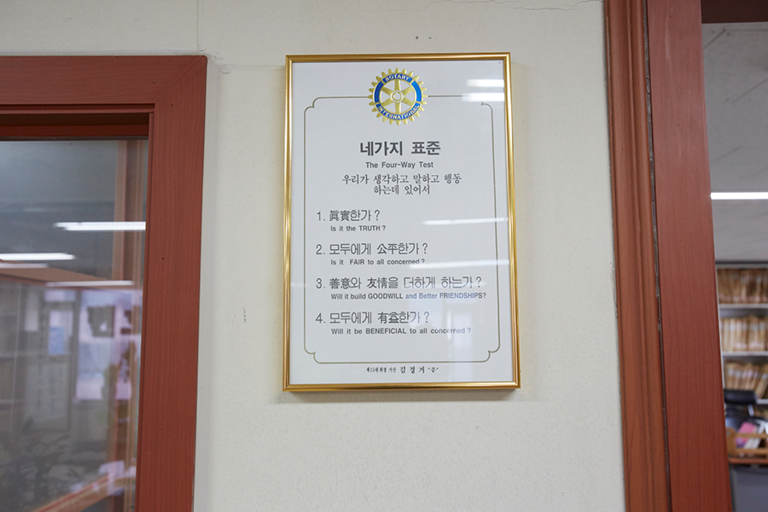 ROTARY
INTERNATIONAL
네가지 표준
The Four-Way Test
우리가 생각하고 말하고 행동
하는데 있어서
1. 眞實한가?
Is it the TRUTH?
2. 모두에게 公平한가?
Is it FAIR to all concerned?
3. 善意와 友情을 더하게 하는가?
Will it build GOODWILL and Better FRIENDSHIPS?
4. 모두에게 有益한가?
Will it be BENEFICIAL to all concerned?